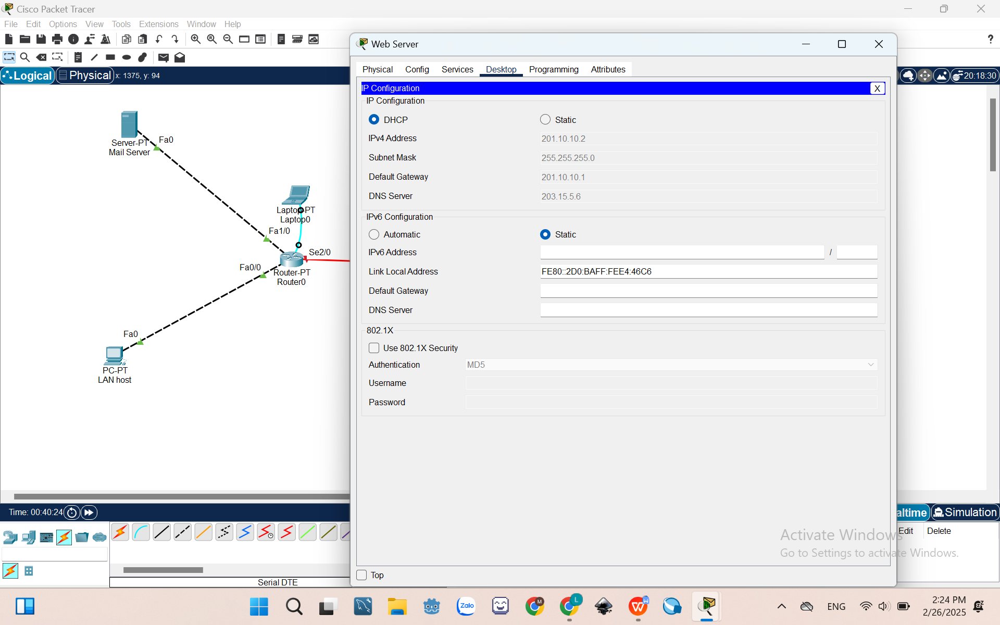 Cisco Packet Tracer
File Edit Options View Tools Extensions Window Help
?
Logical Physical x: 1375, y: 94
20:18:30
Web Server
Physical Config Services Desktop Programming Attributes
IP Configuration
X
IP Configuration
DHCP Static
IPv4 Address 201.10.10.2
Subnet Mask 255.255.255.0
Default Gateway 201.10.10.1
DNS Server 203.15.5.6
IPv6 Configuration
Automatic Static
IPv6 Address /
Link Local Address FE80::2D0:BAFF:FEE4:46C6
Default Gateway
DNS Server
802.1X
Use 802.1X Security
Authentication MD5
Username
Password
Top
Server-PT
Mail Server
Fa0
Laptop-PT
Laptop0
Fa1/0
Se2/0
Fa0/0
Router-PT
Router0
Fa0
PC-PT
LAN host
Time: 00:40:24
altime Simulation
Edit Delete
Activate Windows
Go to Settings to activate Windows.
Serial DTE
Zalo
M
L
W
ENG
2:24 PM
2/26/2025